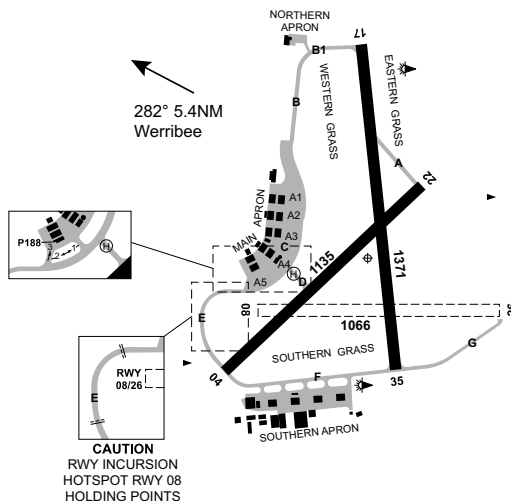 NORTHERN
APRON
17
B1
282° 5.4NM
Werribee
B
WESTERN GRASS
EASTERN GRASS
A
22
MAIN APRON
A1
A2
A3
C
A4
H
D
A5
P188
3
2
1
H
1135
1371
08
1066
26
E
SOUTHERN GRASS
G
04
F
35
SOUTHERN APRON
RWY
08/26
E
CAUTION
RWY INCURSION
HOTSPOT RWY 08
HOLDING POINTS